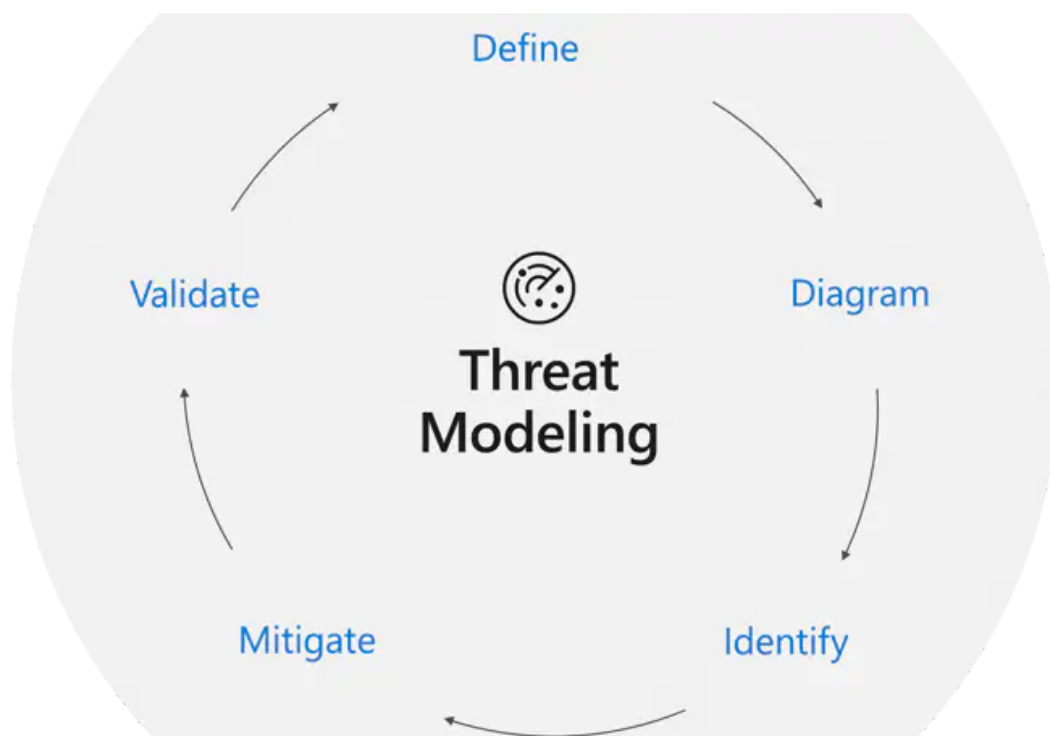 Define
Validate
Diagram
Threat
Modeling
Mitigate
Identify